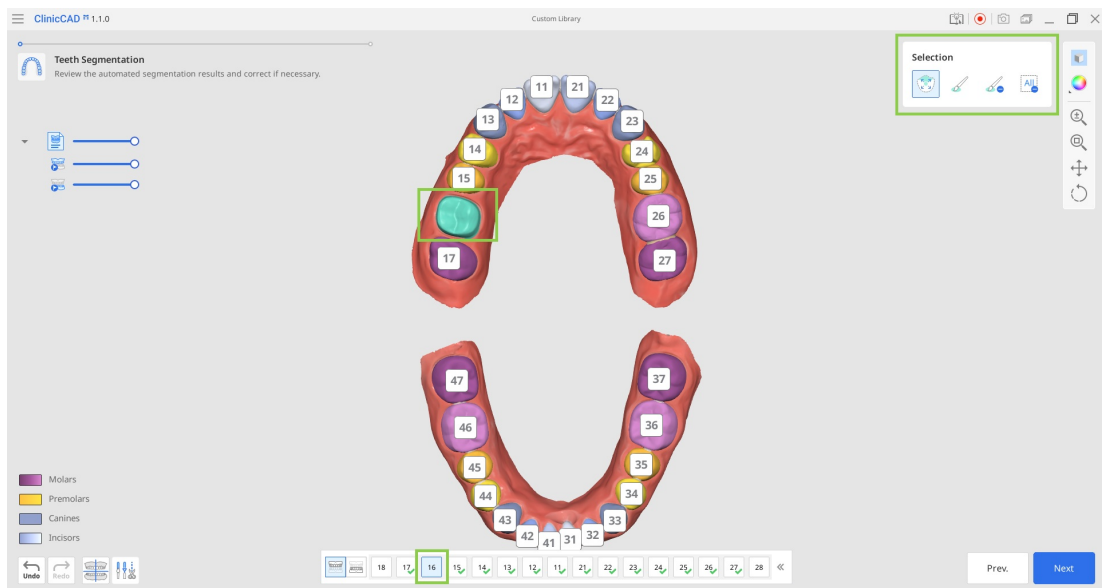 ClinicCAD 1.1.0
Custom Library
Teeth Segmentation
Review the automated segmentation results and correct if necessary.
Selection
All
11 21
12 22
13 23
14 24
15 25
26
17 27
47 37
46 36
45 35
44 34
43 33
42 41 31 32
Molars
Premolars
Canines
Incisors
Undo Redo
18 17 16 15 14 13 12 11 21 22 23 24 25 26 27 28 «
Prev. Next